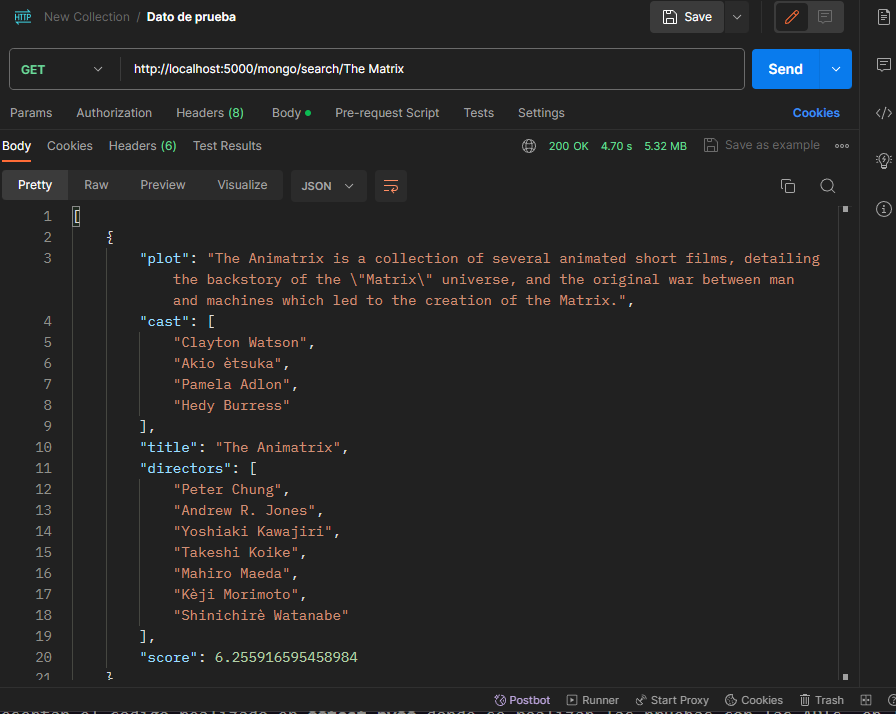 HTTP New Collection / Dato de prueba Save
GET http://localhost:5000/mongo/search/The Matrix Send
Params Authorization Headers (8) Body Pre-request Script Tests Settings Cookies
Body Cookies Headers (6) Test Results 200 OK 4.70 s 5.32 MB Save as example
Pretty Raw Preview Visualize JSON
1 [
2 {
3 "plot": "The Animatrix is a collection of several animated short films, detailing
the backstory of the \"Matrix\" universe, and the original war between man
and machines which led to the creation of the Matrix.",
4 "cast": [
5 "Clayton Watson",
6 "Akio ètsuka",
7 "Pamela Adlon",
8 "Hedy Burress"
9 ],
10 "title": "The Animatrix",
11 "directors": [
12 "Peter Chung",
13 "Andrew R. Jones",
14 "Yoshiaki Kawajiri",
15 "Takeshi Koike",
16 "Mahiro Maeda",
17 "Kèji Morimoto",
18 "Shinichirè Watanabe"
19 ],
20 "score": 6.255916595458984
21 }
Postbot Runner Start Proxy Cookies Trash